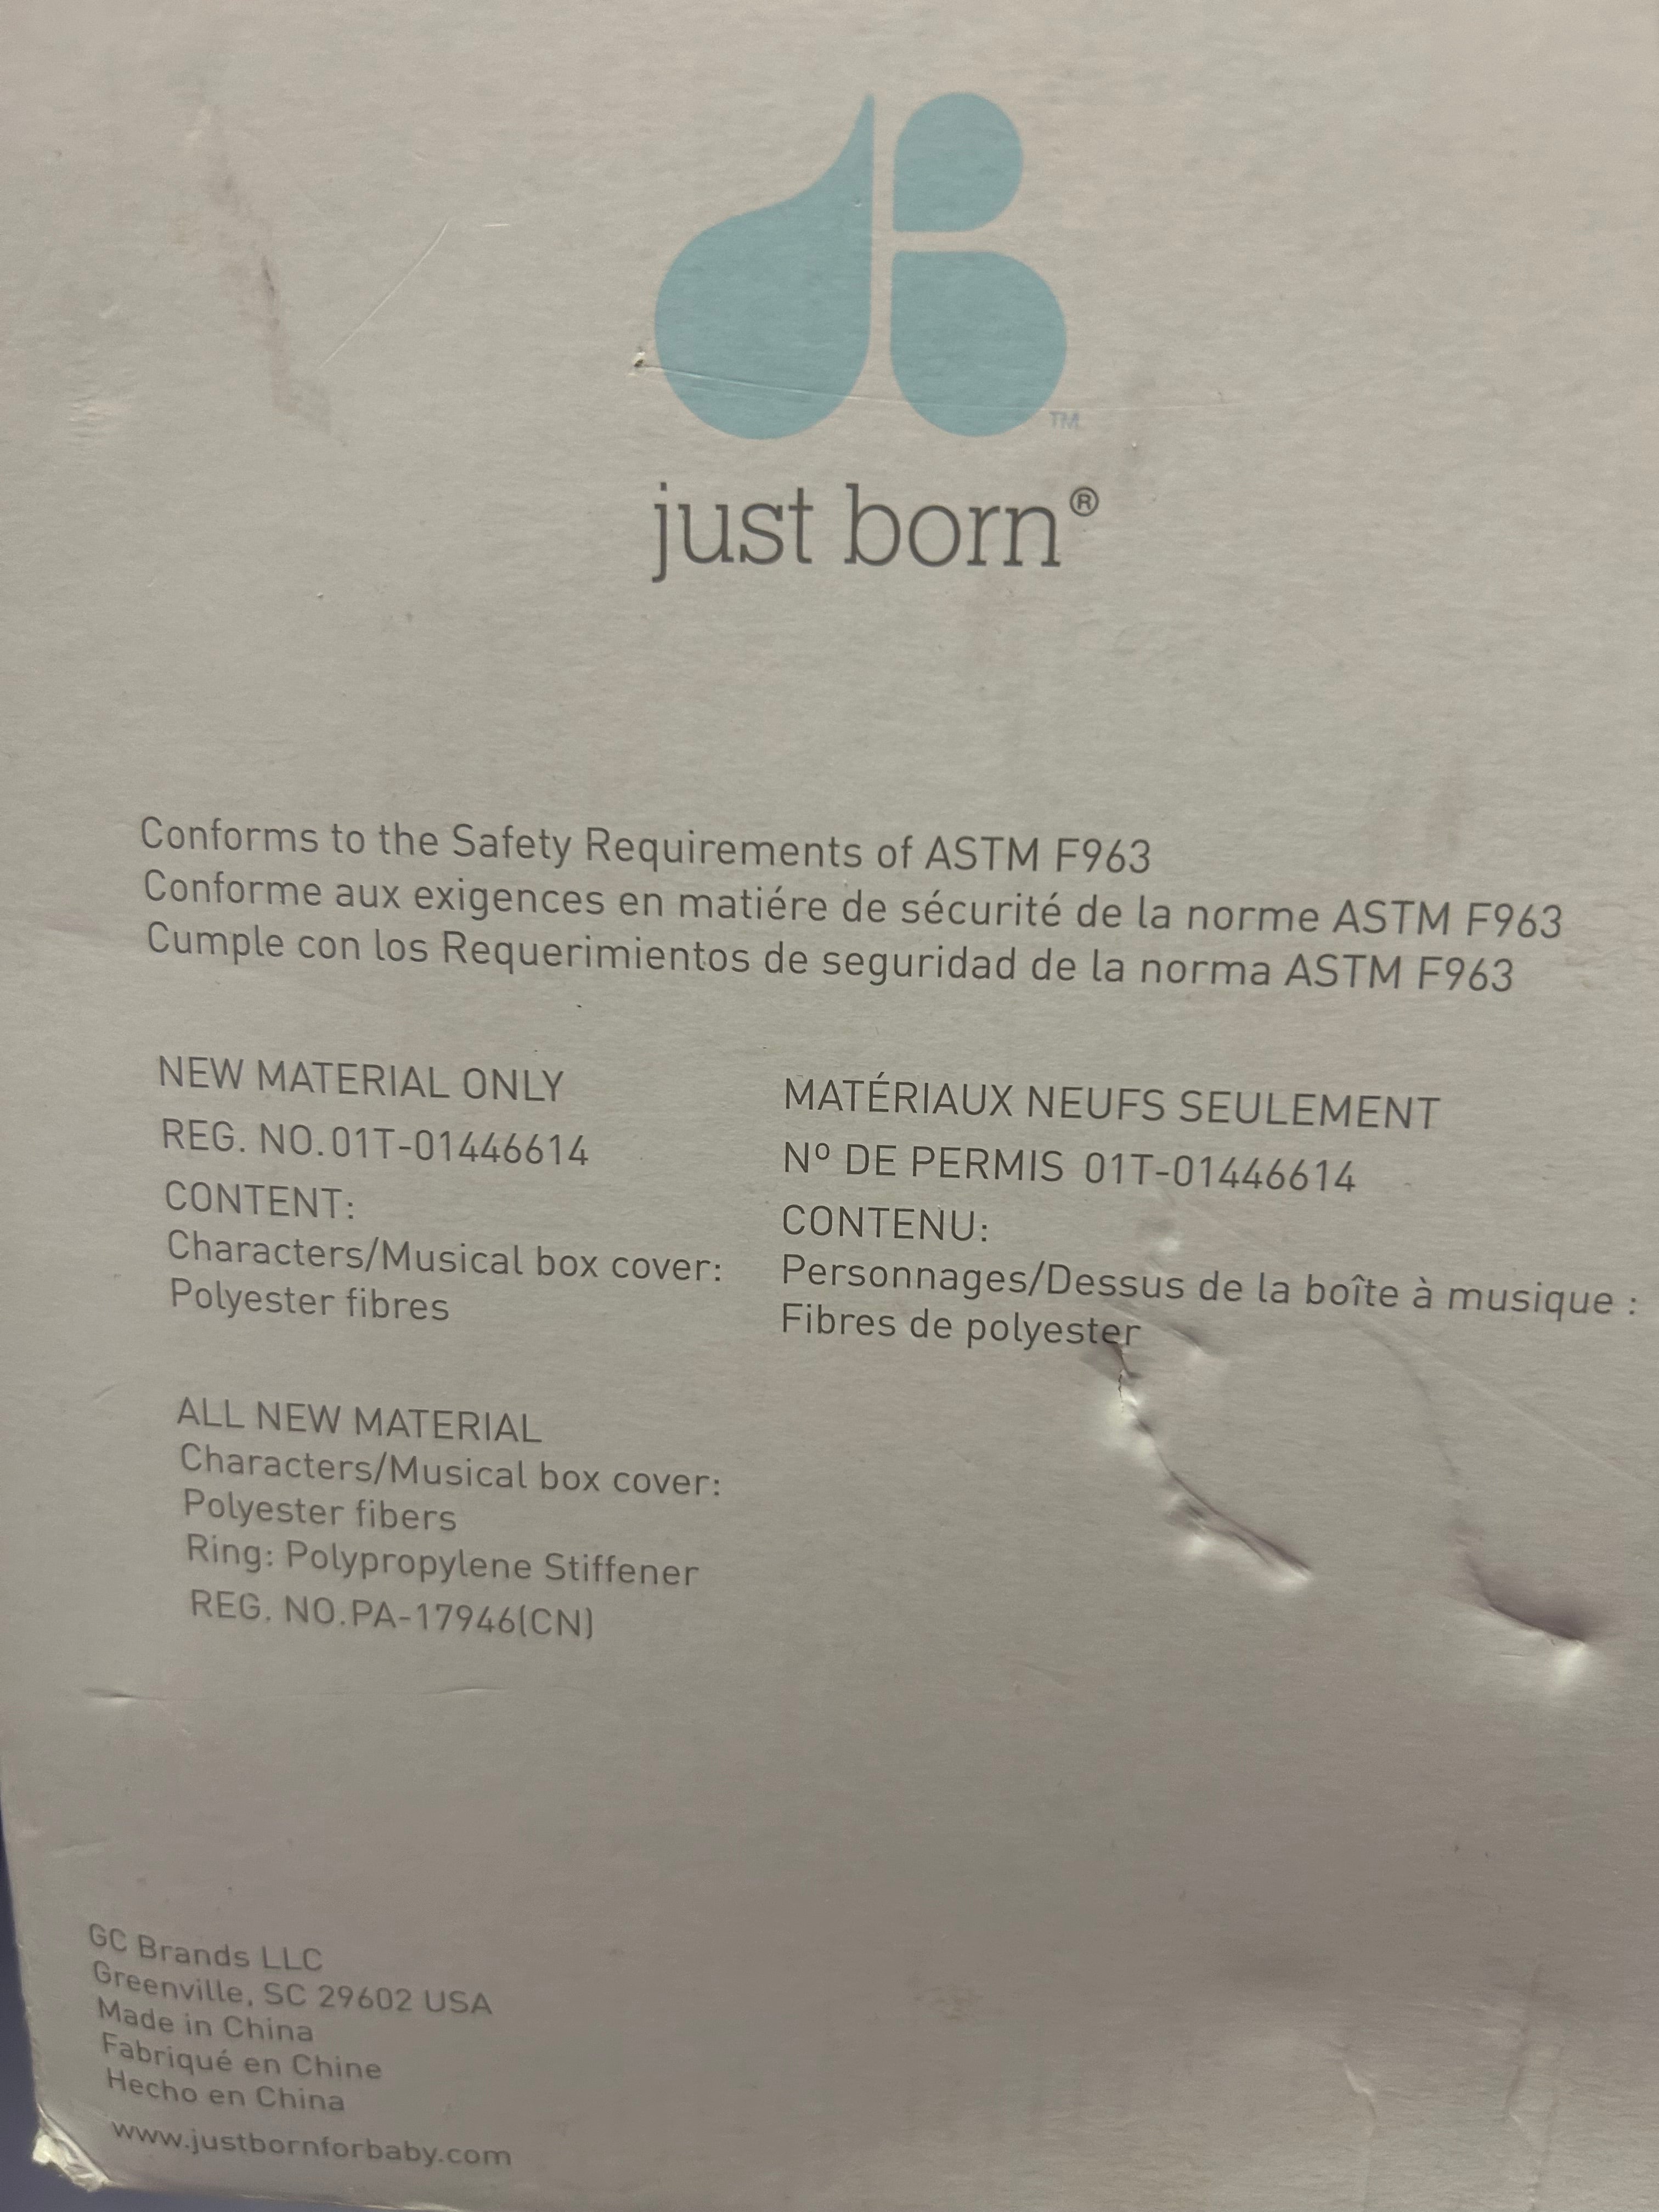 TM
just born®
Conforms to the Safety Requirements of ASTM F963
Conforme aux exigences en matiére de sécurité de la norme ASTM F963
Cumple con los Requerimientos de seguridad de la norma ASTM F963
NEW MATERIAL ONLY
REG. NO.01T-01446614
CONTENT:
Characters/Musical box cover:
Polyester fibres
MATÉRIAUX NEUFS SEULEMENT
Nº DE PERMIS 01T-01446614
CONTENU:
Personnages/Dessus de la boîte à musique :
Fibres de polyester
ALL NEW MATERIAL
Characters/Musical box cover:
Polyester fibers
Ring: Polypropylene Stiffener
REG. NO.PA-17946(CN)
GC Brands LLC
Greenville, SC 29602 USA
Made in China
Fabriqué en Chine
Hecho en China
www.justbornforbaby.com